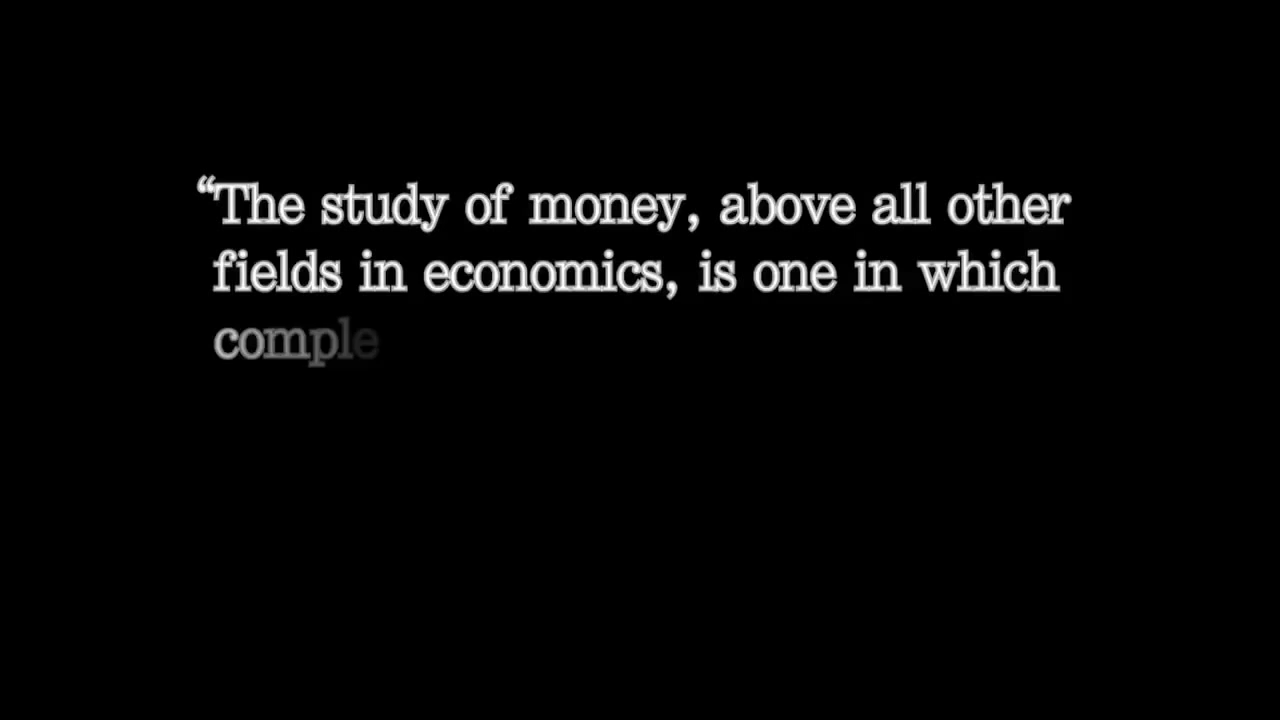 “The study of money, above all other
fields in economics, is one in which
comple